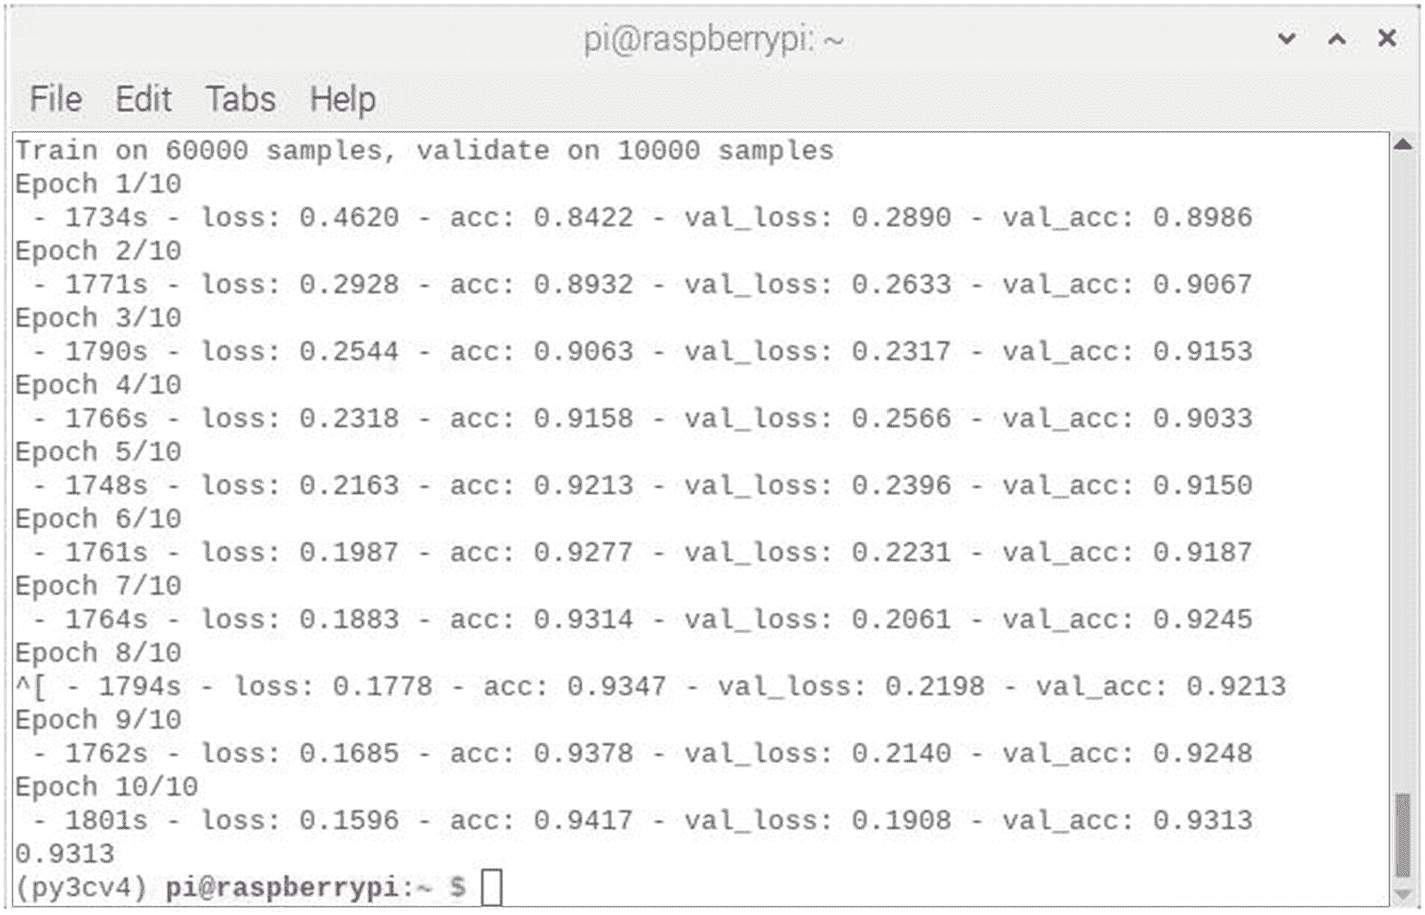 pi@raspberrypi: ~
File Edit Tabs Help
Train on 60000 samples, validate on 10000 samples
Epoch 1/10
 - 1734s - loss: 0.4620 - acc: 0.8422 - val_loss: 0.2890 - val_acc: 0.8986
Epoch 2/10
 - 1771s - loss: 0.2928 - acc: 0.8932 - val_loss: 0.2633 - val_acc: 0.9067
Epoch 3/10
 - 1790s - loss: 0.2544 - acc: 0.9063 - val_loss: 0.2317 - val_acc: 0.9153
Epoch 4/10
 - 1766s - loss: 0.2318 - acc: 0.9158 - val_loss: 0.2566 - val_acc: 0.9033
Epoch 5/10
 - 1748s - loss: 0.2163 - acc: 0.9213 - val_loss: 0.2396 - val_acc: 0.9150
Epoch 6/10
 - 1761s - loss: 0.1987 - acc: 0.9277 - val_loss: 0.2231 - val_acc: 0.9187
Epoch 7/10
 - 1764s - loss: 0.1883 - acc: 0.9314 - val_loss: 0.2061 - val_acc: 0.9245
Epoch 8/10
^[ - 1794s - loss: 0.1778 - acc: 0.9347 - val_loss: 0.2198 - val_acc: 0.9213
Epoch 9/10
 - 1762s - loss: 0.1685 - acc: 0.9378 - val_loss: 0.2140 - val_acc: 0.9248
Epoch 10/10
 - 1801s - loss: 0.1596 - acc: 0.9417 - val_loss: 0.1908 - val_acc: 0.9313
0.9313
(py3cv4) pi@raspberrypi:~ $